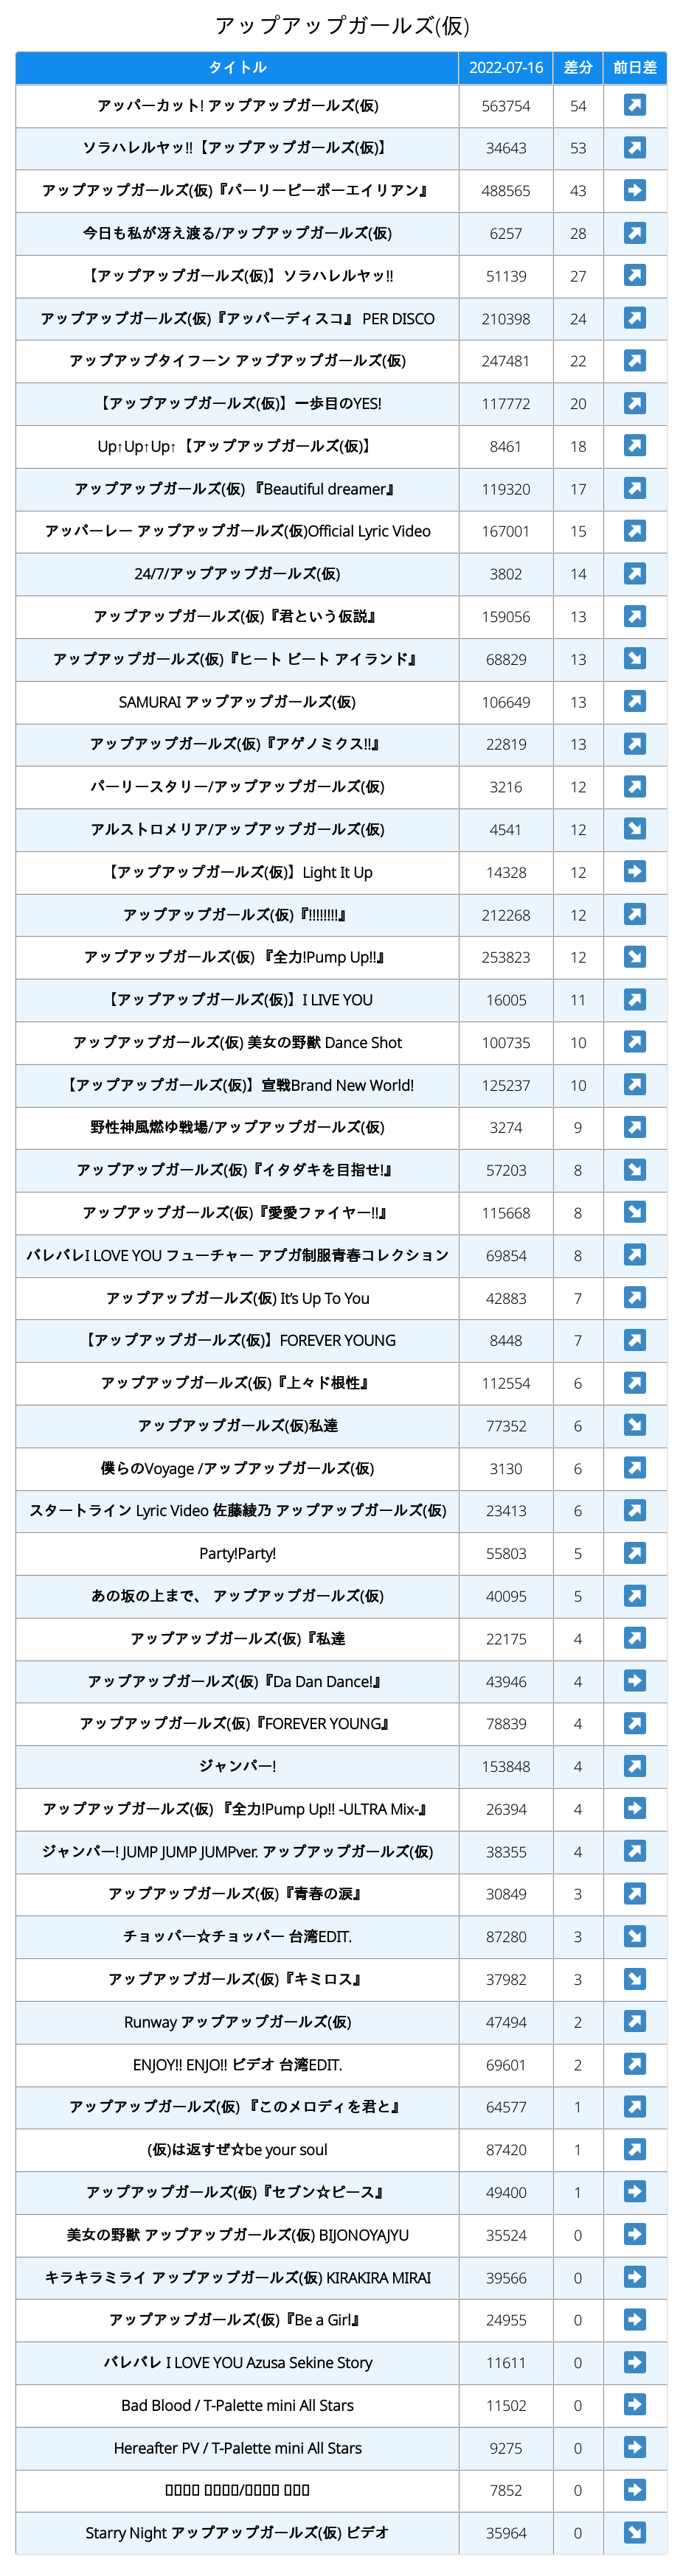 アップアップガールズ(仮)
タイトル 2022-07-16 差分 前日差
アッパーカット! アップアップガールズ(仮) 563754 54 ↗
ソラハレルヤッ!!【アップアップガールズ(仮)】 34643 53 ↗
アップアップガールズ(仮)『パーリーピーポーエイリアン』 488565 43 ➡
今日も私が冴え渡る/アップアップガールズ(仮) 6257 28 ↗
【アップアップガールズ(仮)】ソラハレルヤッ!! 51139 27 ↗
アップアップガールズ(仮)『アッパーディスコ』 PER DISCO 210398 24 ↗
アップアップタイフーン アップアップガールズ(仮) 247481 22 ↗
【アップアップガールズ(仮)】一歩目のYES! 117772 20 ↗
Up↑Up↑Up↑【アップアップガールズ(仮)】 8461 18 ↗
アップアップガールズ(仮) 『Beautiful dreamer』 119320 17 ↗
アッパーレー アップアップガールズ(仮)Official Lyric Video 167001 15 ↗
24/7/アップアップガールズ(仮) 3802 14 ↗
アップアップガールズ(仮)『君という仮説』 159056 13 ↗
アップアップガールズ(仮)『ヒート ビート アイランド』 68829 13 ↘
SAMURAI アップアップガールズ(仮) 106649 13 ↗
アップアップガールズ(仮)『アゲノミクス!!』 22819 13 ↗
パーリースタリー/アップアップガールズ(仮) 3216 12 ↗
アルストロメリア/アップアップガールズ(仮) 4541 12 ↘
【アップアップガールズ(仮)】Light It Up 14328 12 ➡
アップアップガールズ(仮)『!!!!!!!!』 212268 12 ↗
アップアップガールズ(仮) 『全力!Pump Up!!』 253823 12 ↘
【アップアップガールズ(仮)】I LIVE YOU 16005 11 ↗
アップアップガールズ(仮) 美女の野獣 Dance Shot 100735 10 ↗
【アップアップガールズ(仮)】宣戦Brand New World! 125237 10 ↗
野性神風燃ゆ戦場/アップアップガールズ(仮) 3274 9 ↗
アップアップガールズ(仮)『イタダキを目指せ!』 57203 8 ↘
アップアップガールズ(仮)『愛愛ファイヤー!!』 115668 8 ↘
バレバレI LOVE YOU フューチャー アプガ制服青春コレクション 69854 8 ↗
アップアップガールズ(仮) It's Up To You 42883 7 ↗
【アップアップガールズ(仮)】FOREVER YOUNG 8448 7 ↗
アップアップガールズ(仮)『上々ド根性』 112554 6 ↗
アップアップガールズ(仮)私達 77352 6 ↘
僕らのVoyage /アップアップガールズ(仮) 3130 6 ↗
スタートライン Lyric Video 佐藤綾乃 アップアップガールズ(仮) 23413 6 ↗
Party!Party! 55803 5 ↗
あの坂の上まで、 アップアップガールズ(仮) 40095 5 ↗
アップアップガールズ(仮)『私達 22175 4 ↗
アップアップガールズ(仮)『Da Dan Dance!』 43946 4 ➡
アップアップガールズ(仮)『FOREVER YOUNG』 78839 4 ↗
ジャンパー! 153848 4 ↗
アップアップガールズ(仮) 『全力!Pump Up!! -ULTRA Mix-』 26394 4 ➡
ジャンパー! JUMP JUMP JUMPver. アップアップガールズ(仮) 38355 4 ↗
アップアップガールズ(仮)『青春の涙』 30849 3 ↗
チョッパー☆チョッパー 台湾EDIT. 87280 3 ↘
アップアップガールズ(仮)『キミロス』 37982 3 ↘
Runway アップアップガールズ(仮) 47494 2 ↗
ENJOY!! ENJO!! ビデオ 台湾EDIT. 69601 2 ↗
アップアップガールズ(仮) 『このメロディを君と』 64577 1 ↗
(仮)は返すぜ☆be your soul 87420 1 ↗
アップアップガールズ(仮)『セブン☆ピース』 49400 1 ➡
美女の野獣 アップアップガールズ(仮) BIJONOYAJYU 35524 0 ➡
キラキラミライ アップアップガールズ(仮) KIRAKIRA MIRAI 39566 0 ➡
アップアップガールズ(仮)『Be a Girl』 24955 0 ➡
バレバレ I LOVE YOU Azusa Sekine Story 11611 0 ➡
Bad Blood / T-Palette mini All Stars 11502 0 ➡
Hereafter PV / T-Palette mini All Stars 9275 0 ➡
7852 0 ➡
Starry Night アップアップガールズ(仮) ビデオ 35964 0 ↘